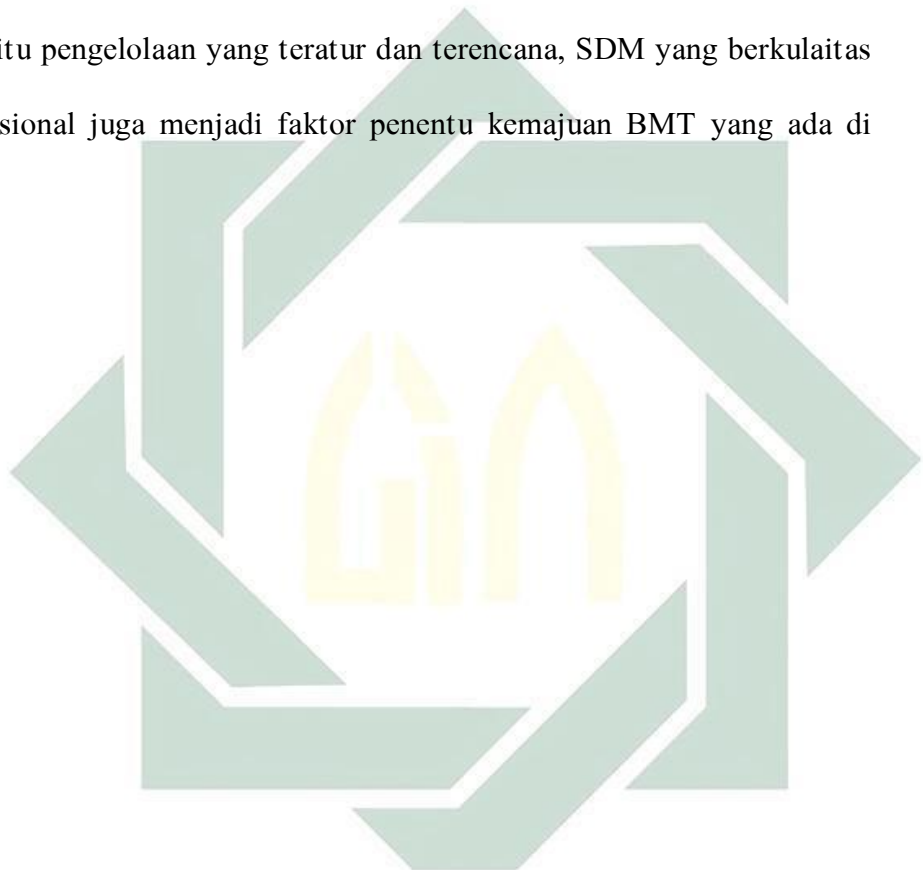 itu pengelolaan yang teratur dan terencana, SDM yang berkulaitas
sional juga menjadi faktor penentu kemajuan BMT yang ada di